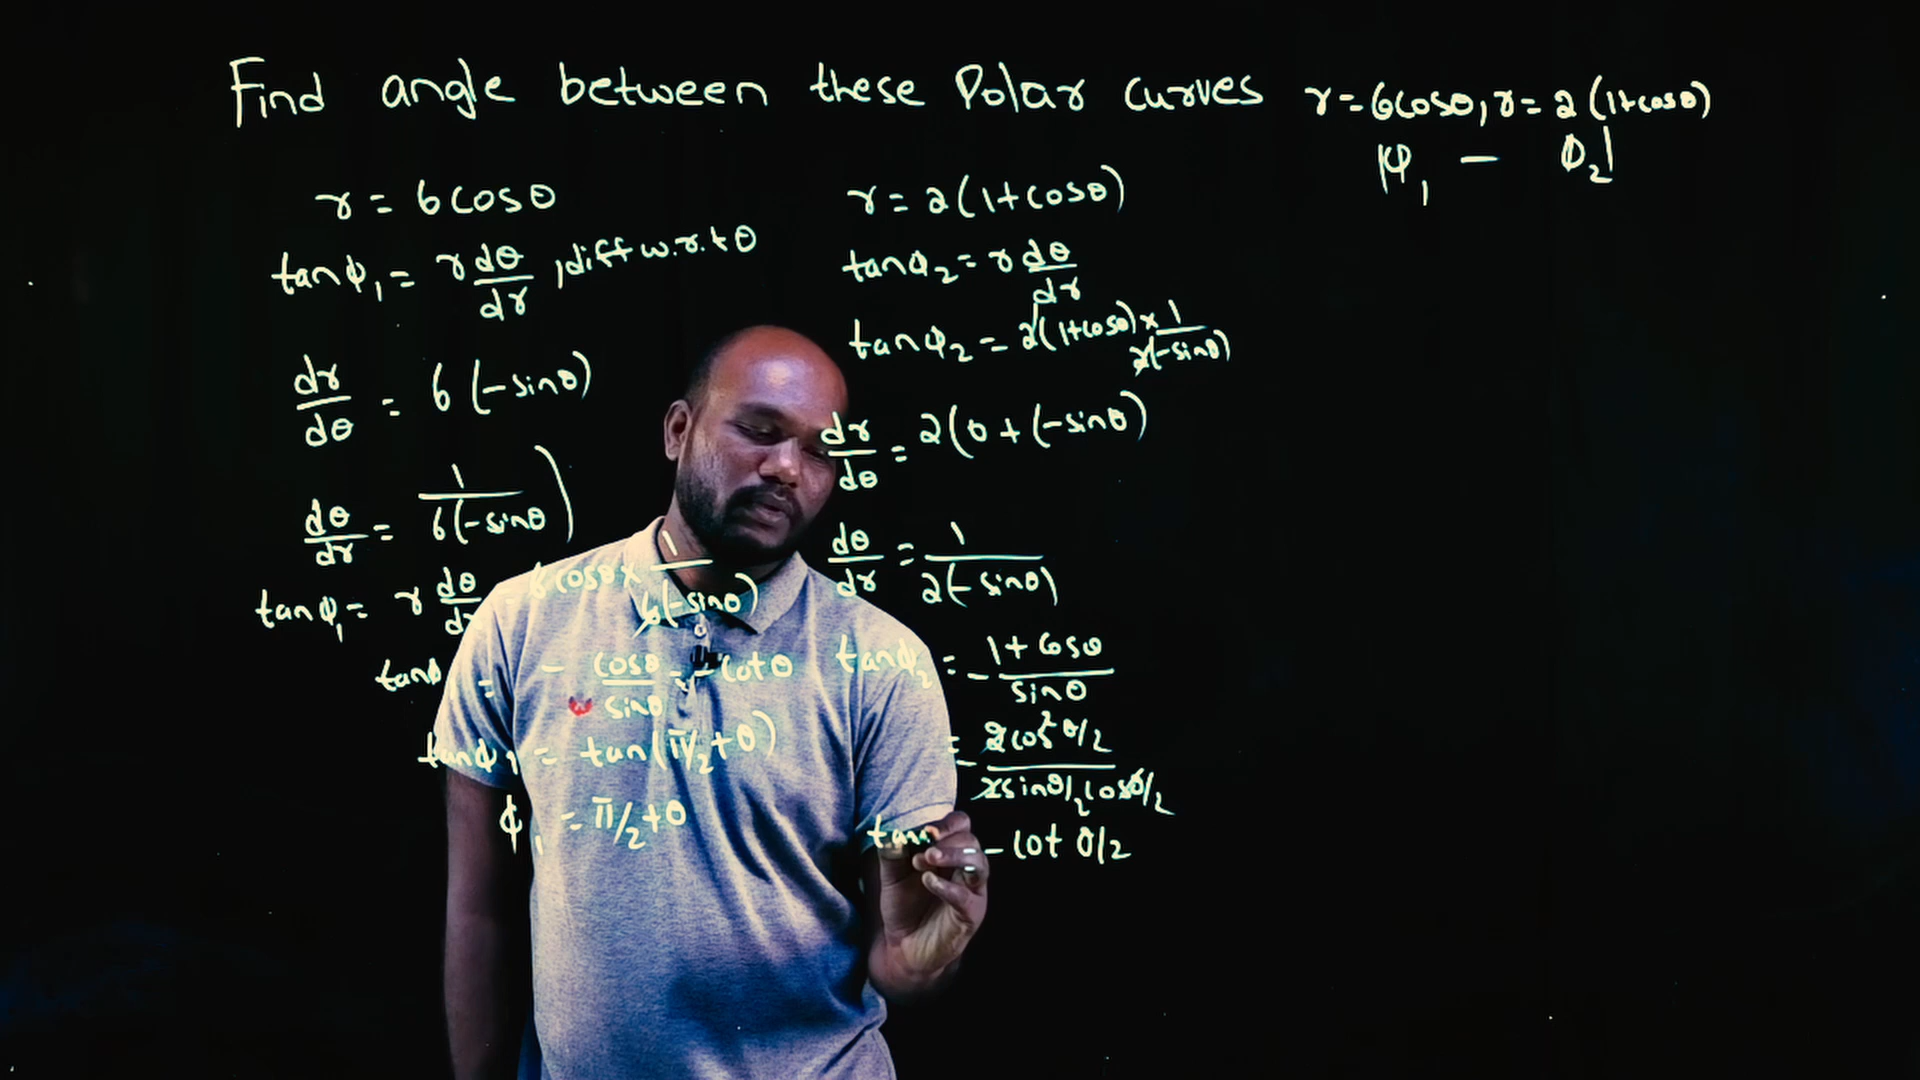 Find angle between these Polar curves r=6cosθ, r=2(1+cosθ)
|φ₁ − φ₂|
r = 6cosθ
tanφ₁ = r dθ/dr , diff w.r.t θ
dr/dθ = 6(-sinθ)
dθ/dr = 1/6(-sinθ)
tanφ₁ = r dθ/dr = 6cosθ × 1/6(-sinθ)
tanφ = - cosθ/sinθ = -cotθ
tanφ₁ = tan(π/2+θ)
φ₁ = π/2+θ
r = 2(1+cosθ)
tanφ₂ = r dθ/dr
tanφ₂ = 2(1+cosθ) × 1/2(-sinθ)
dr/dθ = 2(0+(-sinθ)
dθ/dr = 1/2(-sinθ)
tanφ₂ = - 1+cosθ/sinθ
= - 2cos²θ/2 / 2sinθ/2cosθ/2
tan = -cot θ/2